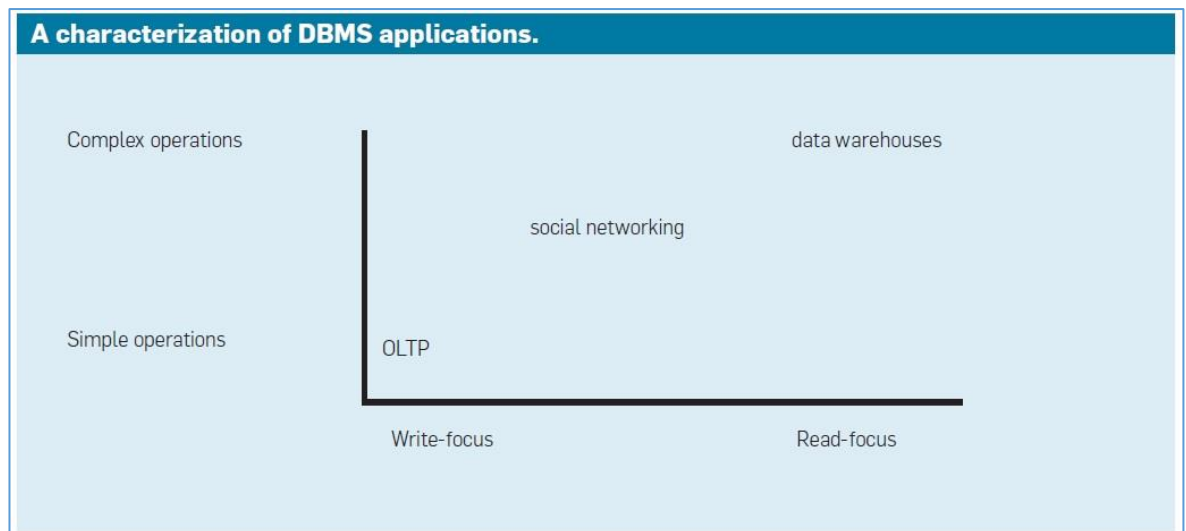 A characterization of DBMS applications.
Complex operations
data warehouses
social networking
Simple operations
OLTP
Write-focus
Read-focus